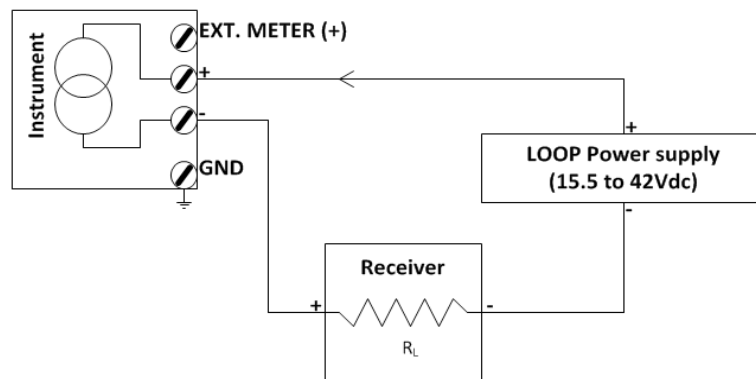 EXT. METER (+)
Instrument
+
-
GND
+
LOOP Power supply
(15.5 to 42Vdc)
-
Receiver
+
-
RL